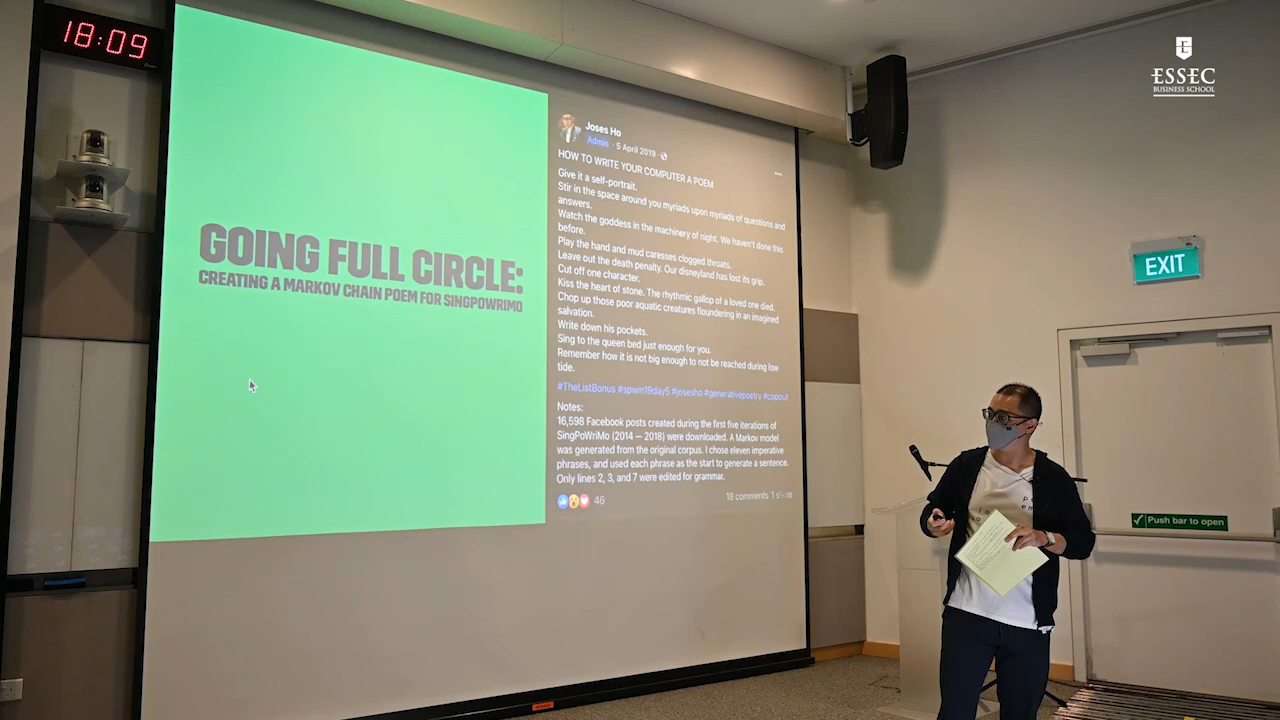 18:09
ESSEC
BUSINESS SCHOOL
GOING FULL CIRCLE:
CREATING A MARKOV CHAIN POEM FOR SINGPOWRIMO
Joses Ho
Admin · 5 April 2019 ·
HOW TO WRITE YOUR COMPUTER A POEM
Give it a self-portrait.
Stir in the space around you myriads upon myriads of questions and
answers.
Watch the goddess in the machinery of night. We haven't done this
before.
Play the hand and mud caresses clogged throats.
Leave out the death penalty. Our disneyland has lost its grip.
Cut off one character.
Kiss the heart of stone. The rhythmic gallop of a loved one died.
Chop up those poor aquatic creatures floundering in an imagined
salvation.
Write down his pockets.
Sing to the queen bed just enough for you.
Remember how it is not big enough to not be reached during low
tide.
#TheListBonus #spwm19day5 #josesho #generativepoetry #copout
Notes:
16,598 Facebook posts created during the first five iterations of
SingPoWriMo (2014 — 2018) were downloaded. A Markov model
was generated from the original corpus. I chose eleven imperative
phrases, and used each phrase as the start to generate a sentence.
Only lines 2, 3, and 7 were edited for grammar.
46
18 comments 1 share
EXIT
Push bar to open